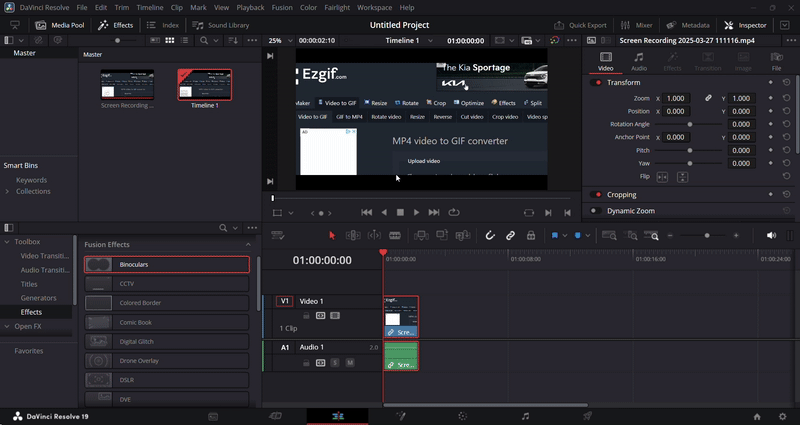 DaVinci Resolve File Edit Trim Timeline Clip Mark View Playback Fusion Color Fairlight Workspace Help
Media Pool Effects Index Sound Library Untitled Project Quick Export Mixer Metadata Inspector
25% 00:00:02:10 Timeline 1 01:00:00:00 Screen Recording 2025-03-27 111116.mp4
Master
Master
Screen Recording ...
Timeline 1
Smart Bins
Keywords
Collections
Ezgif.com
The Kia Sportage
Video to GIF Resize Rotate Crop Optimize Effects Split
Video to GIF GIF to MP4 Rotate video Resize Reverse Cut video Crop video Video sp
AD
MP4 video to GIF converter
Upload video
Video Audio Effects Transition Image File
Transform
Zoom X 1.000 Y 1.000
Position X 0.000 Y 0.000
Rotation Angle 0.000
Anchor Point X 0.000 Y 0.000
Pitch 0.000
Yaw 0.000
Flip
Cropping
Dynamic Zoom
Toolbox
Video Transiti...
Audio Transiti...
Titles
Generators
Effects
Open FX
Favorites
Fusion Effects
Binoculars
CCTV
Colored Border
Comic Book
Digital Glitch
Drone Overlay
DSLR
DVE
01:00:00:00
01:00:00:00 01:00:08:00 01:00:16:00 01:00:24:00
V1 Video 1
1 Clip
Scre...
A1 Audio 1 2.0
S M
Scre...
DaVinci Resolve 19